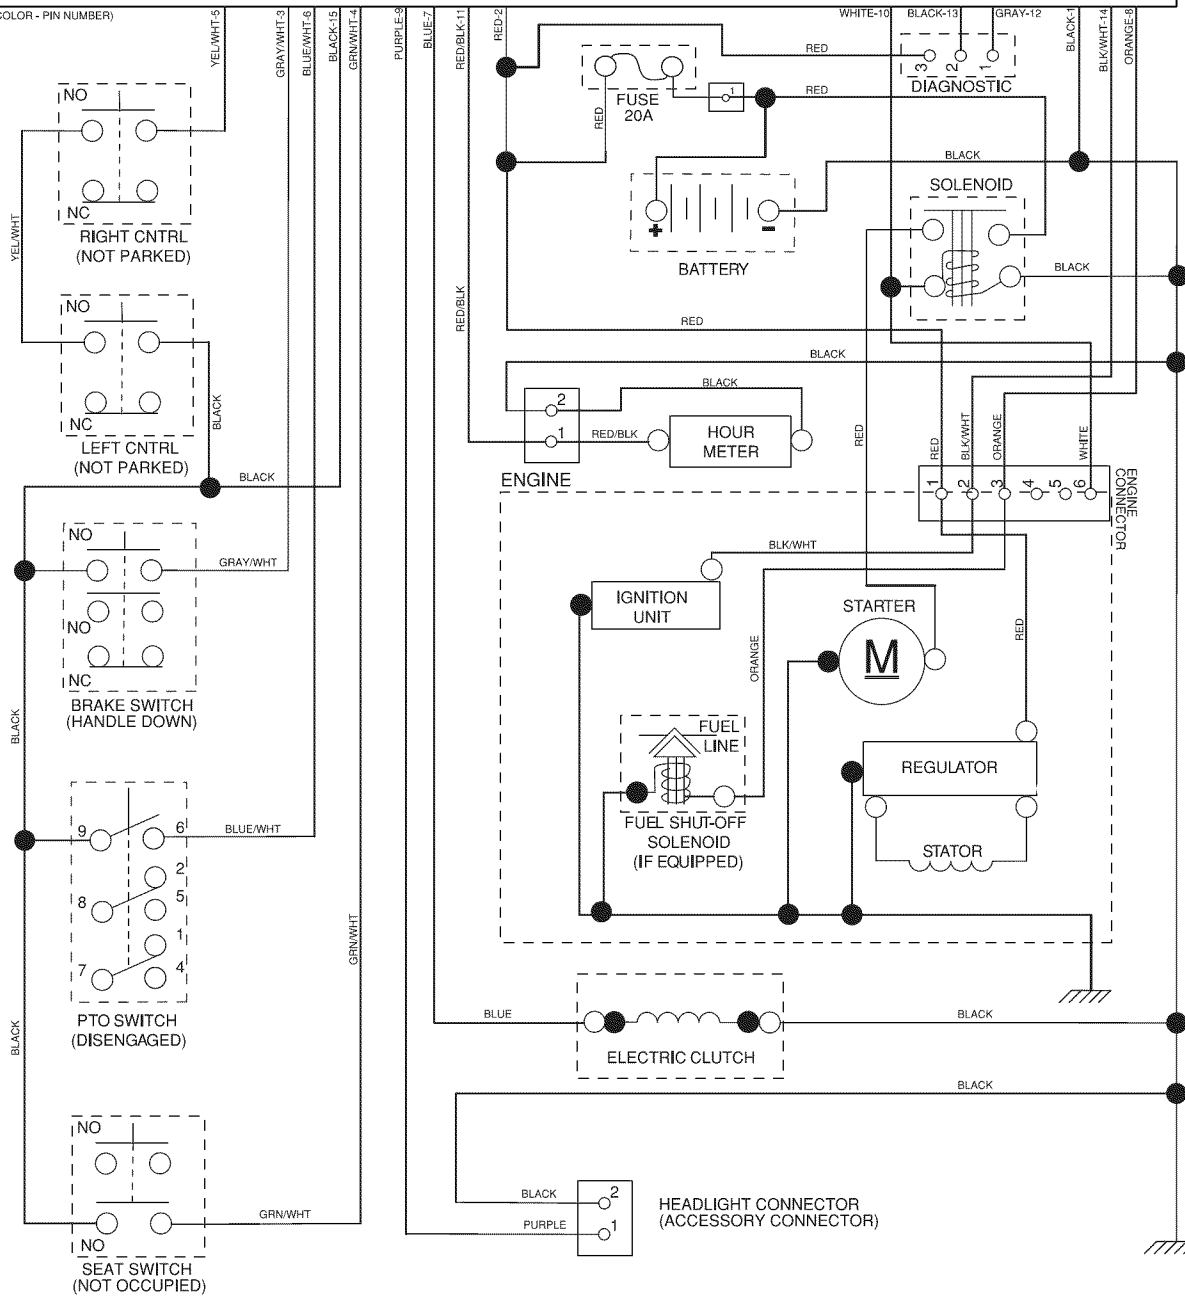 COLOR - PIN NUMBER)
YEL/WHT-5
GRAY/WHT-3
BLUE/WHT-6
BLACK-15
GRN/WHT-4
PURPLE-9
BLUE-7
RED/BLK-11
RED-2
WHITE-10
BLACK-13
GRAY-12
BLACK-1
BLK/WHT-14
ORANGE-8
NO
NC
RIGHT CNTRL
(NOT PARKED)
YEL/WHT
NO
NC
LEFT CNTRL
(NOT PARKED)
BLACK
BLACK
NO
NO
NC
GRAY/WHT
BRAKE SWITCH
(HANDLE DOWN)
BLACK
9
6
2
8
5
1
7
4
BLUE/WHT
PTO SWITCH
(DISENGAGED)
BLACK
GRN/WHT
NO
NO
GRN/WHT
SEAT SWITCH
(NOT OCCUPIED)
RED
3
2
1
DIAGNOSTIC
FUSE
20A
RED
1
RED
BLACK
+
-
BATTERY
SOLENOID
BLACK
RED/BLK
RED
BLACK
2
1
BLACK
RED/BLK
HOUR
METER
RED
RED
BLK/WHT
ORANGE
WHITE
1
2
3
4
5
6
ENGINE
CONNECTOR
ENGINE
BLK/WHT
IGNITION
UNIT
ORANGE
STARTER
M
RED
FUEL
LINE
FUEL SHUT-OFF
SOLENOID
(IF EQUIPPED)
REGULATOR
STATOR
BLUE
ELECTRIC CLUTCH
BLACK
BLACK
BLACK
2
PURPLE
1
HEADLIGHT CONNECTOR
(ACCESSORY CONNECTOR)